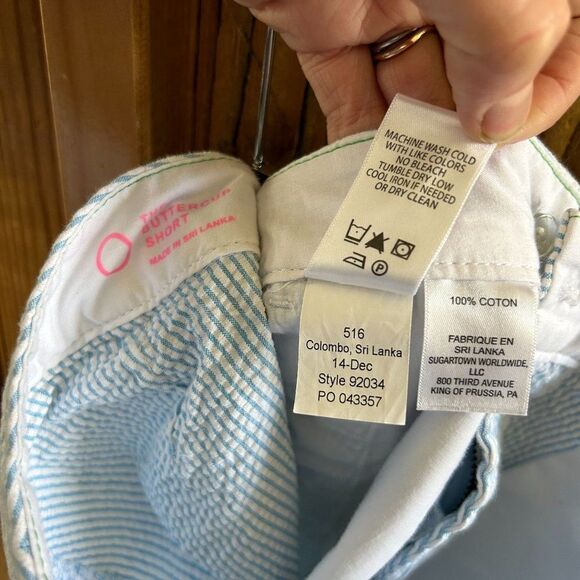 THE
BUTTERCUP
SHORT
MADE IN SRI LANKA
MACHINE WASH COLD
WITH LIKE COLORS
NO BLEACH
TUMBLE DRY LOW
COOL IRON IF NEEDED
OR DRY CLEAN
P
516
Colombo, Sri Lanka
14-Dec
Style 92034
PO 043357
100% COTON
FABRIQUE EN
SRI LANKA
SUGARTOWN WORLDWIDE,
LLC
800 THIRD AVENUE
KING OF PRUSSIA, PA